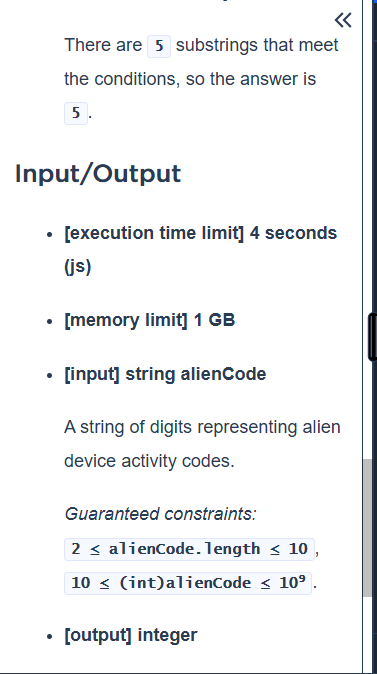 There are 5 substrings that meet
the conditions, so the answer is
5.
Input/Output
• [execution time limit] 4 seconds
(js)
• [memory limit] 1 GB
• [input] string alienCode
A string of digits representing alien
device activity codes.
Guaranteed constraints:
2 ≤ alienCode.length ≤ 10,
10 ≤ (int)alienCode ≤ 10⁹.
• [output] integer